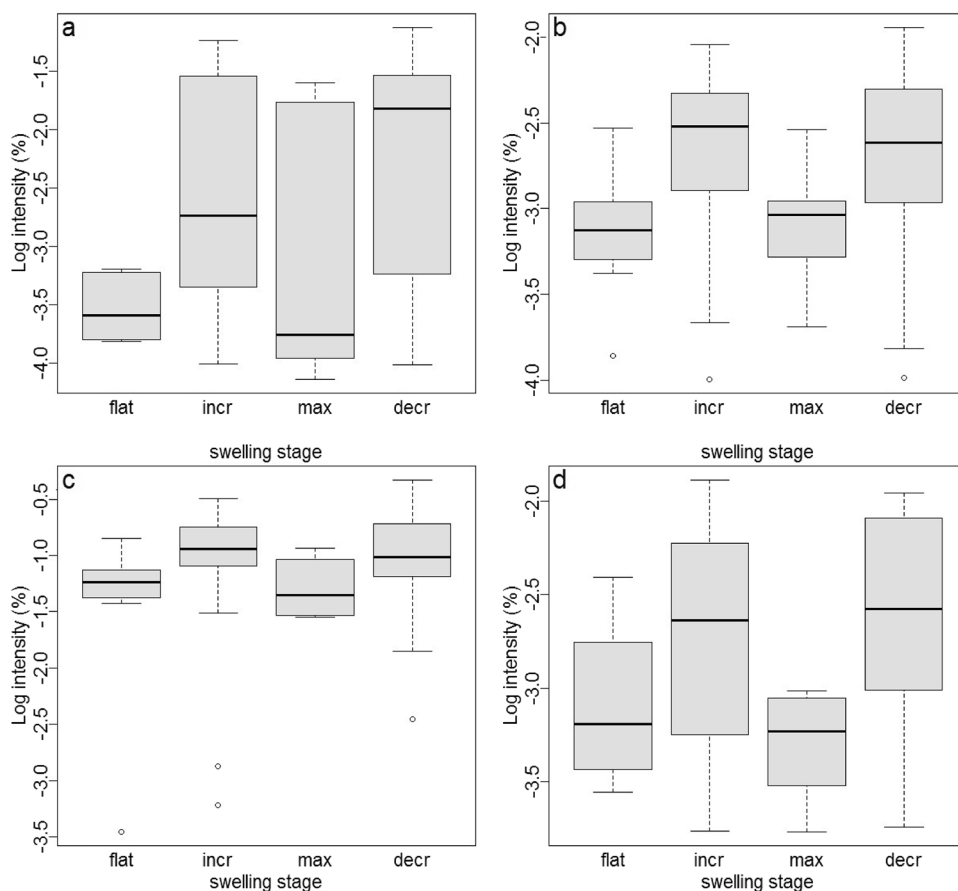 a
Log intensity (%)
-1.5
-2.0
-2.5
-3.0
-3.5
-4.0
flat incr max decr
swelling stage
b
Log intensity (%)
-2.0
-2.5
-3.0
-3.5
-4.0
flat incr max decr
swelling stage
c
Log intensity (%)
-0.5
-1.0
-1.5
-2.0
-2.5
-3.0
-3.5
flat incr max decr
swelling stage
d
Log intensity (%)
-2.0
-2.5
-3.0
-3.5
flat incr max decr
swelling stage